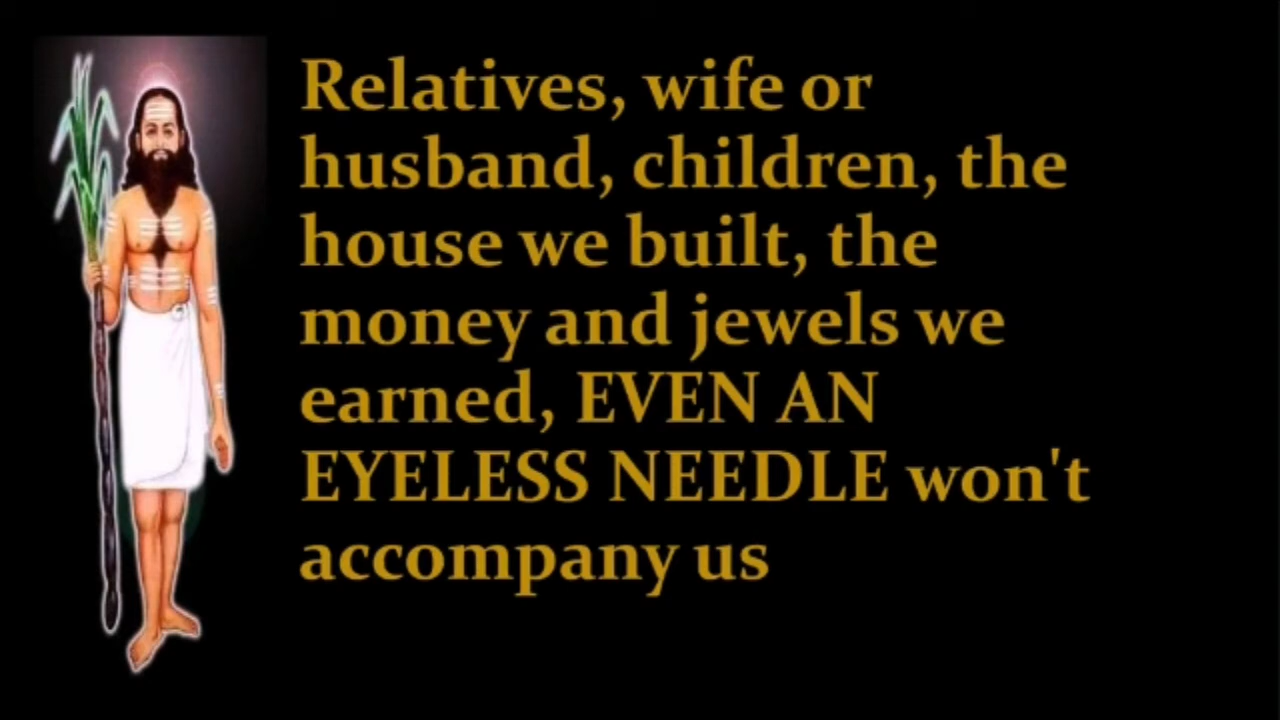 Relatives, wife or
husband, children, the
house we built, the
money and jewels we
earned, EVEN AN
EYELESS NEEDLE won't
accompany us